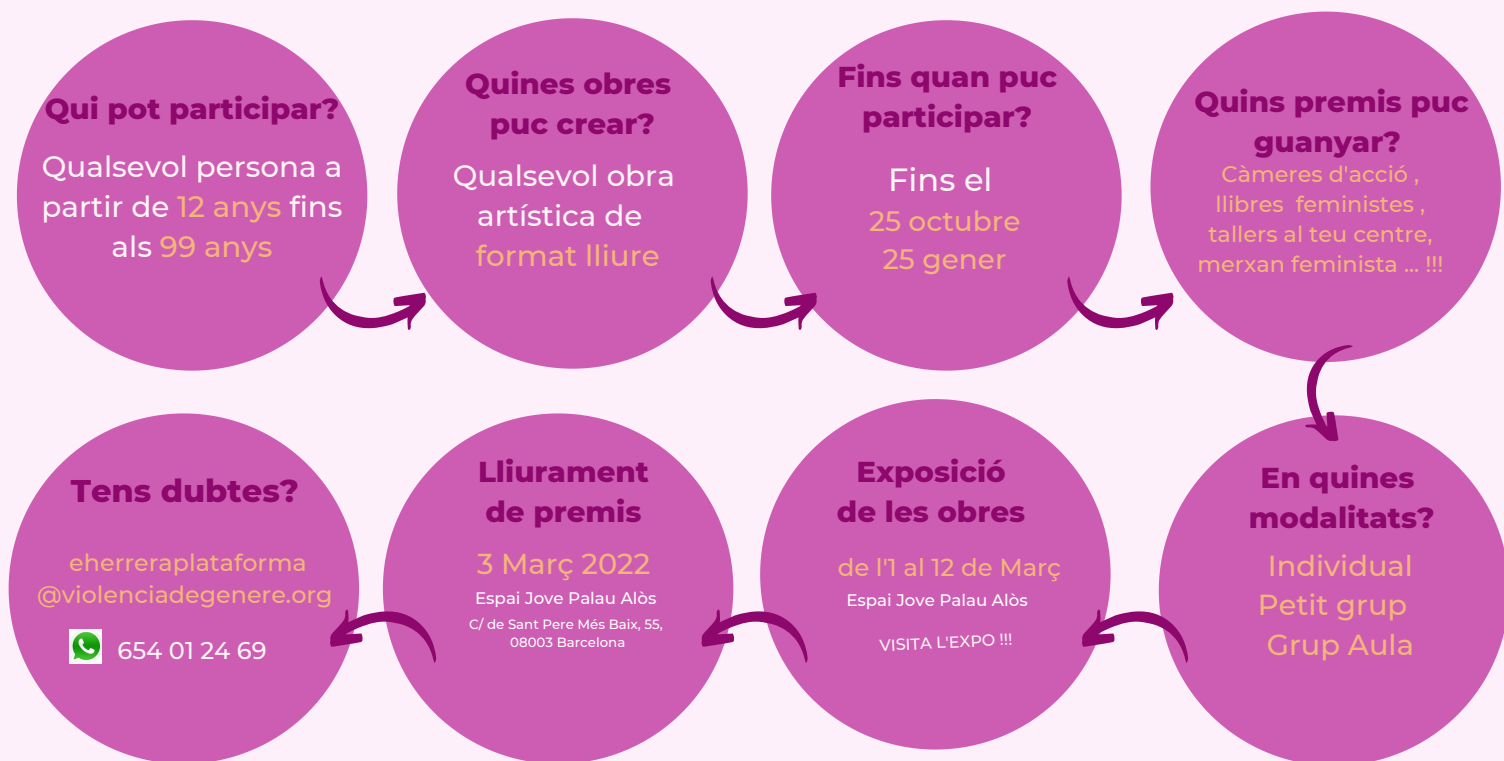 Qui pot participar?
Qualsevol persona a
partir de 12 anys fins
als 99 anys
Quines obres
puc crear?
Qualsevol obra
artística de
format lliure
Fins quan puc
participar?
Fins el
25 octubre
25 gener
Quins premis puc
guanyar?
Càmeres d'acció ,
llibres feministes ,
tallers al teu centre,
merxan feminista ... !!!
En quines
modalitats?
Individual
Petit grup
Grup Aula
Exposició
de les obres
de l'1 al 12 de Març
Espai Jove Palau Alòs
VISITA L'EXPO !!!
Lliurament
de premis
3 Març 2022
Espai Jove Palau Alòs
C/ de Sant Pere Més Baix, 55,
08003 Barcelona
Tens dubtes?
eherreraplataforma
@violenciadegenere.org
654 01 24 69